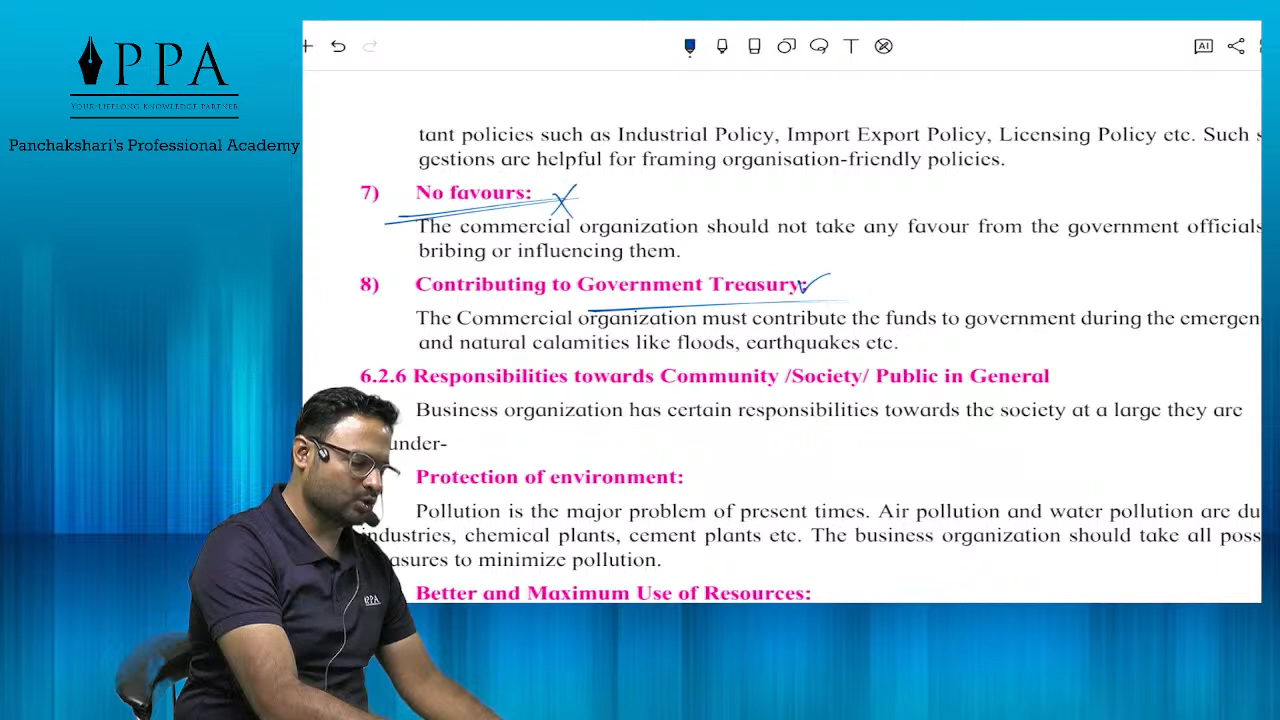 PPA
YOUR LIFELONG KNOWLEDGE PARTNER
Panchakshari's Professional Academy
AI
T
tant policies such as Industrial Policy, Import Export Policy, Licensing Policy etc. Such s
gestions are helpful for framing organisation-friendly policies.
7) No favours:
The commercial organization should not take any favour from the government officials
bribing or influencing them.
8) Contributing to Government Treasury:
The Commercial organization must contribute the funds to government during the emergen
and natural calamities like floods, earthquakes etc.
6.2.6 Responsibilities towards Community /Society/ Public in General
Business organization has certain responsibilities towards the society at a large they are
under-
Protection of environment:
Pollution is the major problem of present times. Air pollution and water pollution are du
industries, chemical plants, cement plants etc. The business organization should take all poss
asures to minimize pollution.
Better and Maximum Use of Resources:
PPA